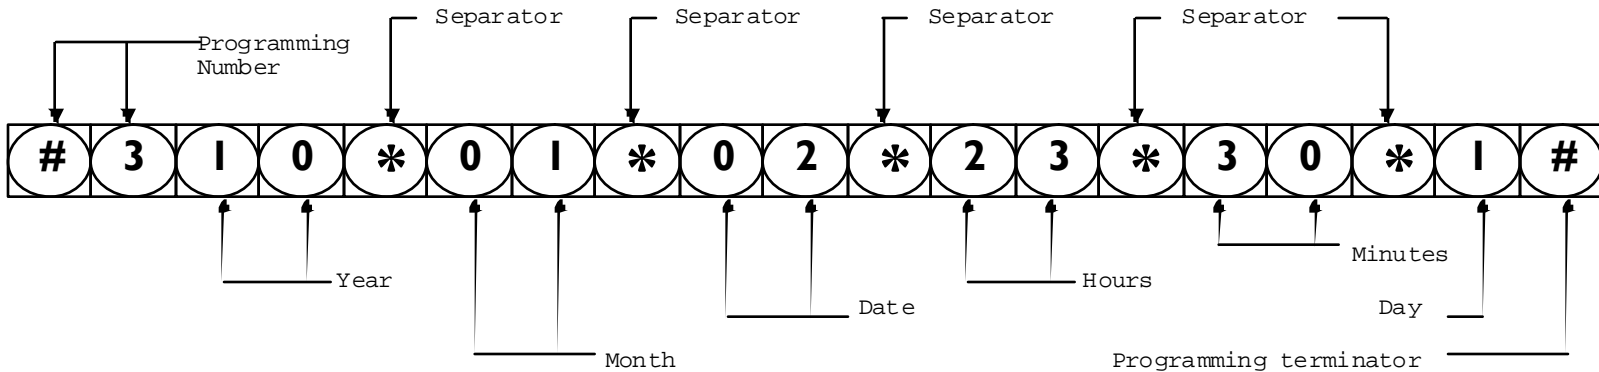 Separator Separator Separator Separator
Programming
Number
# 3 1 0 * 0 1 * 0 2 * 2 3 * 3 0 * 1 #
Minutes
Year Hours
Date Day
Month Programming terminator